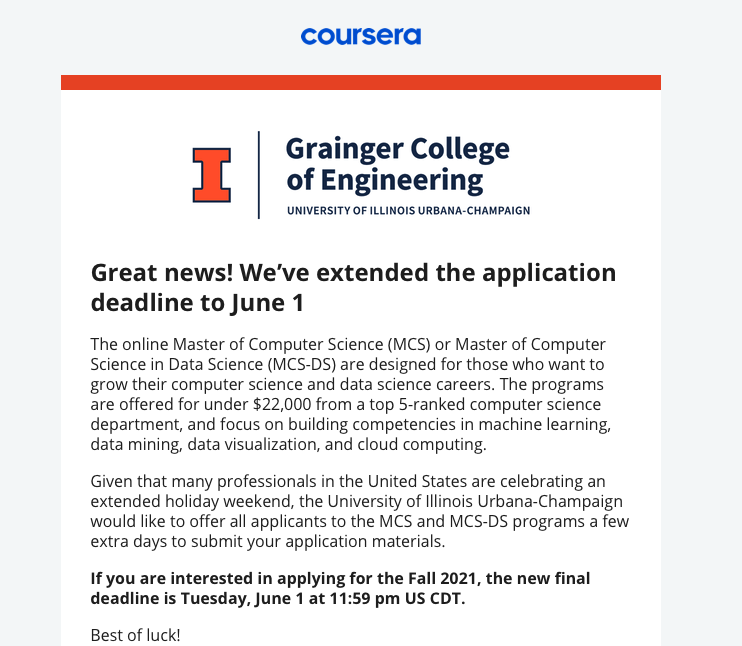 coursera
Grainger College
of Engineering
UNIVERSITY OF ILLINOIS URBANA-CHAMPAIGN
Great news! We've extended the application
deadline to June 1
The online Master of Computer Science (MCS) or Master of Computer
Science in Data Science (MCS-DS) are designed for those who want to
grow their computer science and data science careers. The programs
are offered for under $22,000 from a top 5-ranked computer science
department, and focus on building competencies in machine learning,
data mining, data visualization, and cloud computing.
Given that many professionals in the United States are celebrating an
extended holiday weekend, the University of Illinois Urbana-Champaign
would like to offer all applicants to the MCS and MCS-DS programs a few
extra days to submit your application materials.
If you are interested in applying for the Fall 2021, the new final
deadline is Tuesday, June 1 at 11:59 pm US CDT.
Best of luck!